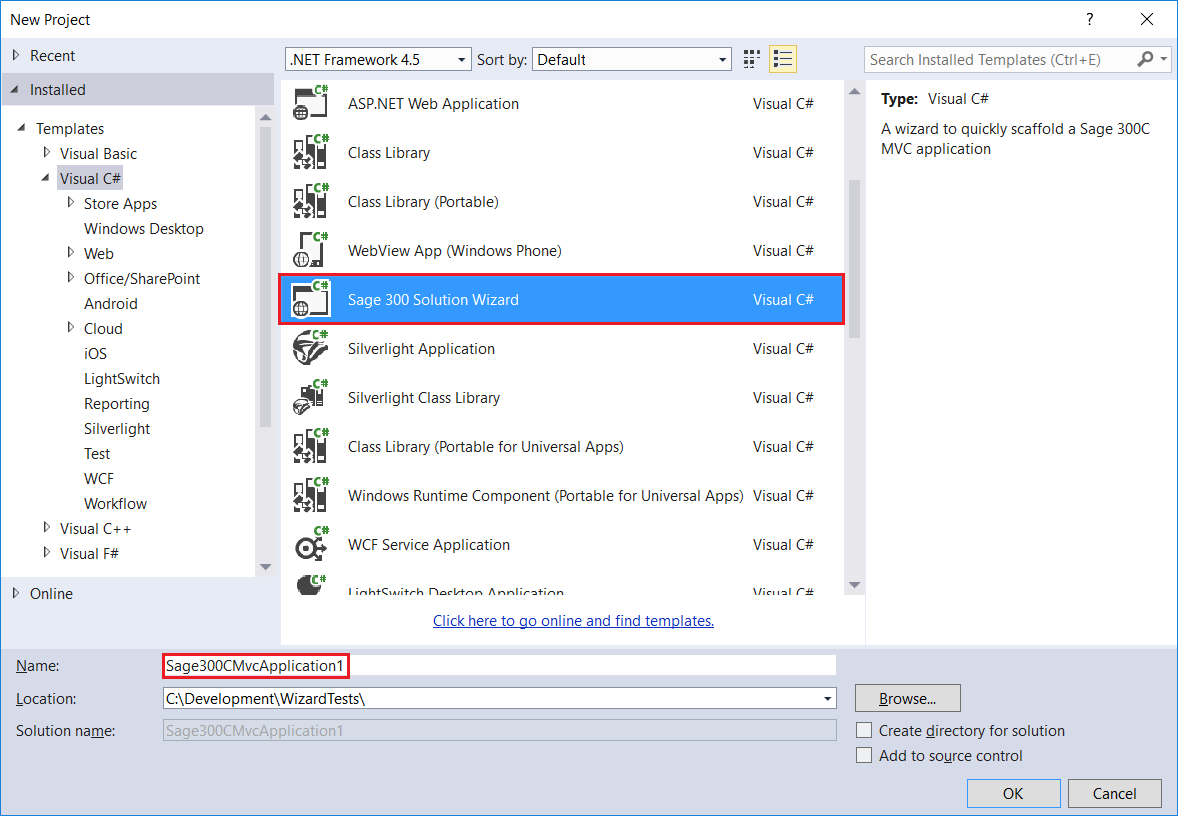 New Project
?
Recent
Installed
Templates
Visual Basic
Visual C#
Store Apps
Windows Desktop
Web
Office/SharePoint
Android
Cloud
iOS
LightSwitch
Reporting
Silverlight
Test
WCF
Workflow
Visual C++
Visual F#
Online
.NET Framework 4.5 Sort by: Default
C# ASP.NET Web Application Visual C#
C# Class Library Visual C#
C# Class Library (Portable) Visual C#
C# WebView App (Windows Phone) Visual C#
C# Sage 300 Solution Wizard Visual C#
C# Silverlight Application Visual C#
C# Silverlight Class Library Visual C#
C# Class Library (Portable for Universal Apps) Visual C#
C# Windows Runtime Component (Portable for Universal Apps) Visual C#
C# WCF Service Application Visual C#
C# LightSwitch Desktop Application Visual C#
Click here to go online and find templates.
Search Installed Templates (Ctrl+E)
Type: Visual C#
A wizard to quickly scaffold a Sage 300C
MVC application
Name: Sage300CMvcApplication1
Location: C:\Development\WizardTests\ Browse...
Solution name: Sage300CMvcApplication1
Create directory for solution
Add to source control
OK Cancel